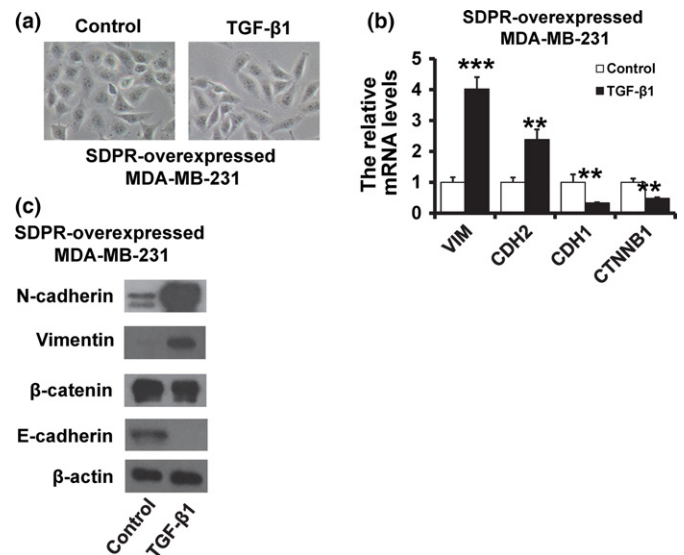 (a)
Control
TGF-β1
SDPR-overexpressed
MDA-MB-231
(b)
SDPR-overexpressed
MDA-MB-231
The relative
mRNA levels
5
4
3
2
1
0
***
**
**
**
Control
TGF-β1
VIM
CDH2
CDH1
CTNNB1
(c)
SDPR-overexpressed
MDA-MB-231
N-cadherin
Vimentin
β-catenin
E-cadherin
β-actin
Control
TGF-β1